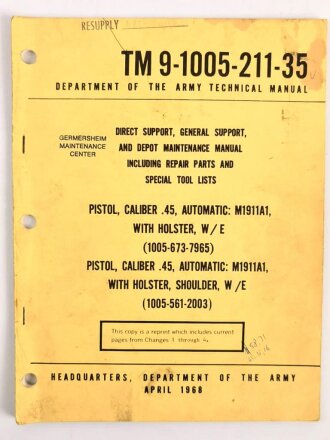 RESUPPLY
TM 9-1005-211-35
DEPARTMENT OF THE ARMY TECHNICAL MANUAL
GERMERSHEIM
MAINTENANCE
CENTER
DIRECT SUPPORT, GENERAL SUPPORT,
AND DEPOT MAINTENANCE MANUAL
INCLUDING REPAIR PARTS AND
SPECIAL TOOL LISTS
PISTOL, CALIBER .45, AUTOMATIC: M1911A1,
WITH HOLSTER, W/E
(1005-673-7965)
PISTOL, CALIBER .45, AUTOMATIC: M1911A1,
WITH HOLSTER, SHOULDER, W/E
(1005-561-2003)
This copy is a reprint which includes current
pages from Changes 1 through 4.
HEADQUARTERS, DEPARTMENT OF THE ARMY
APRIL 1968